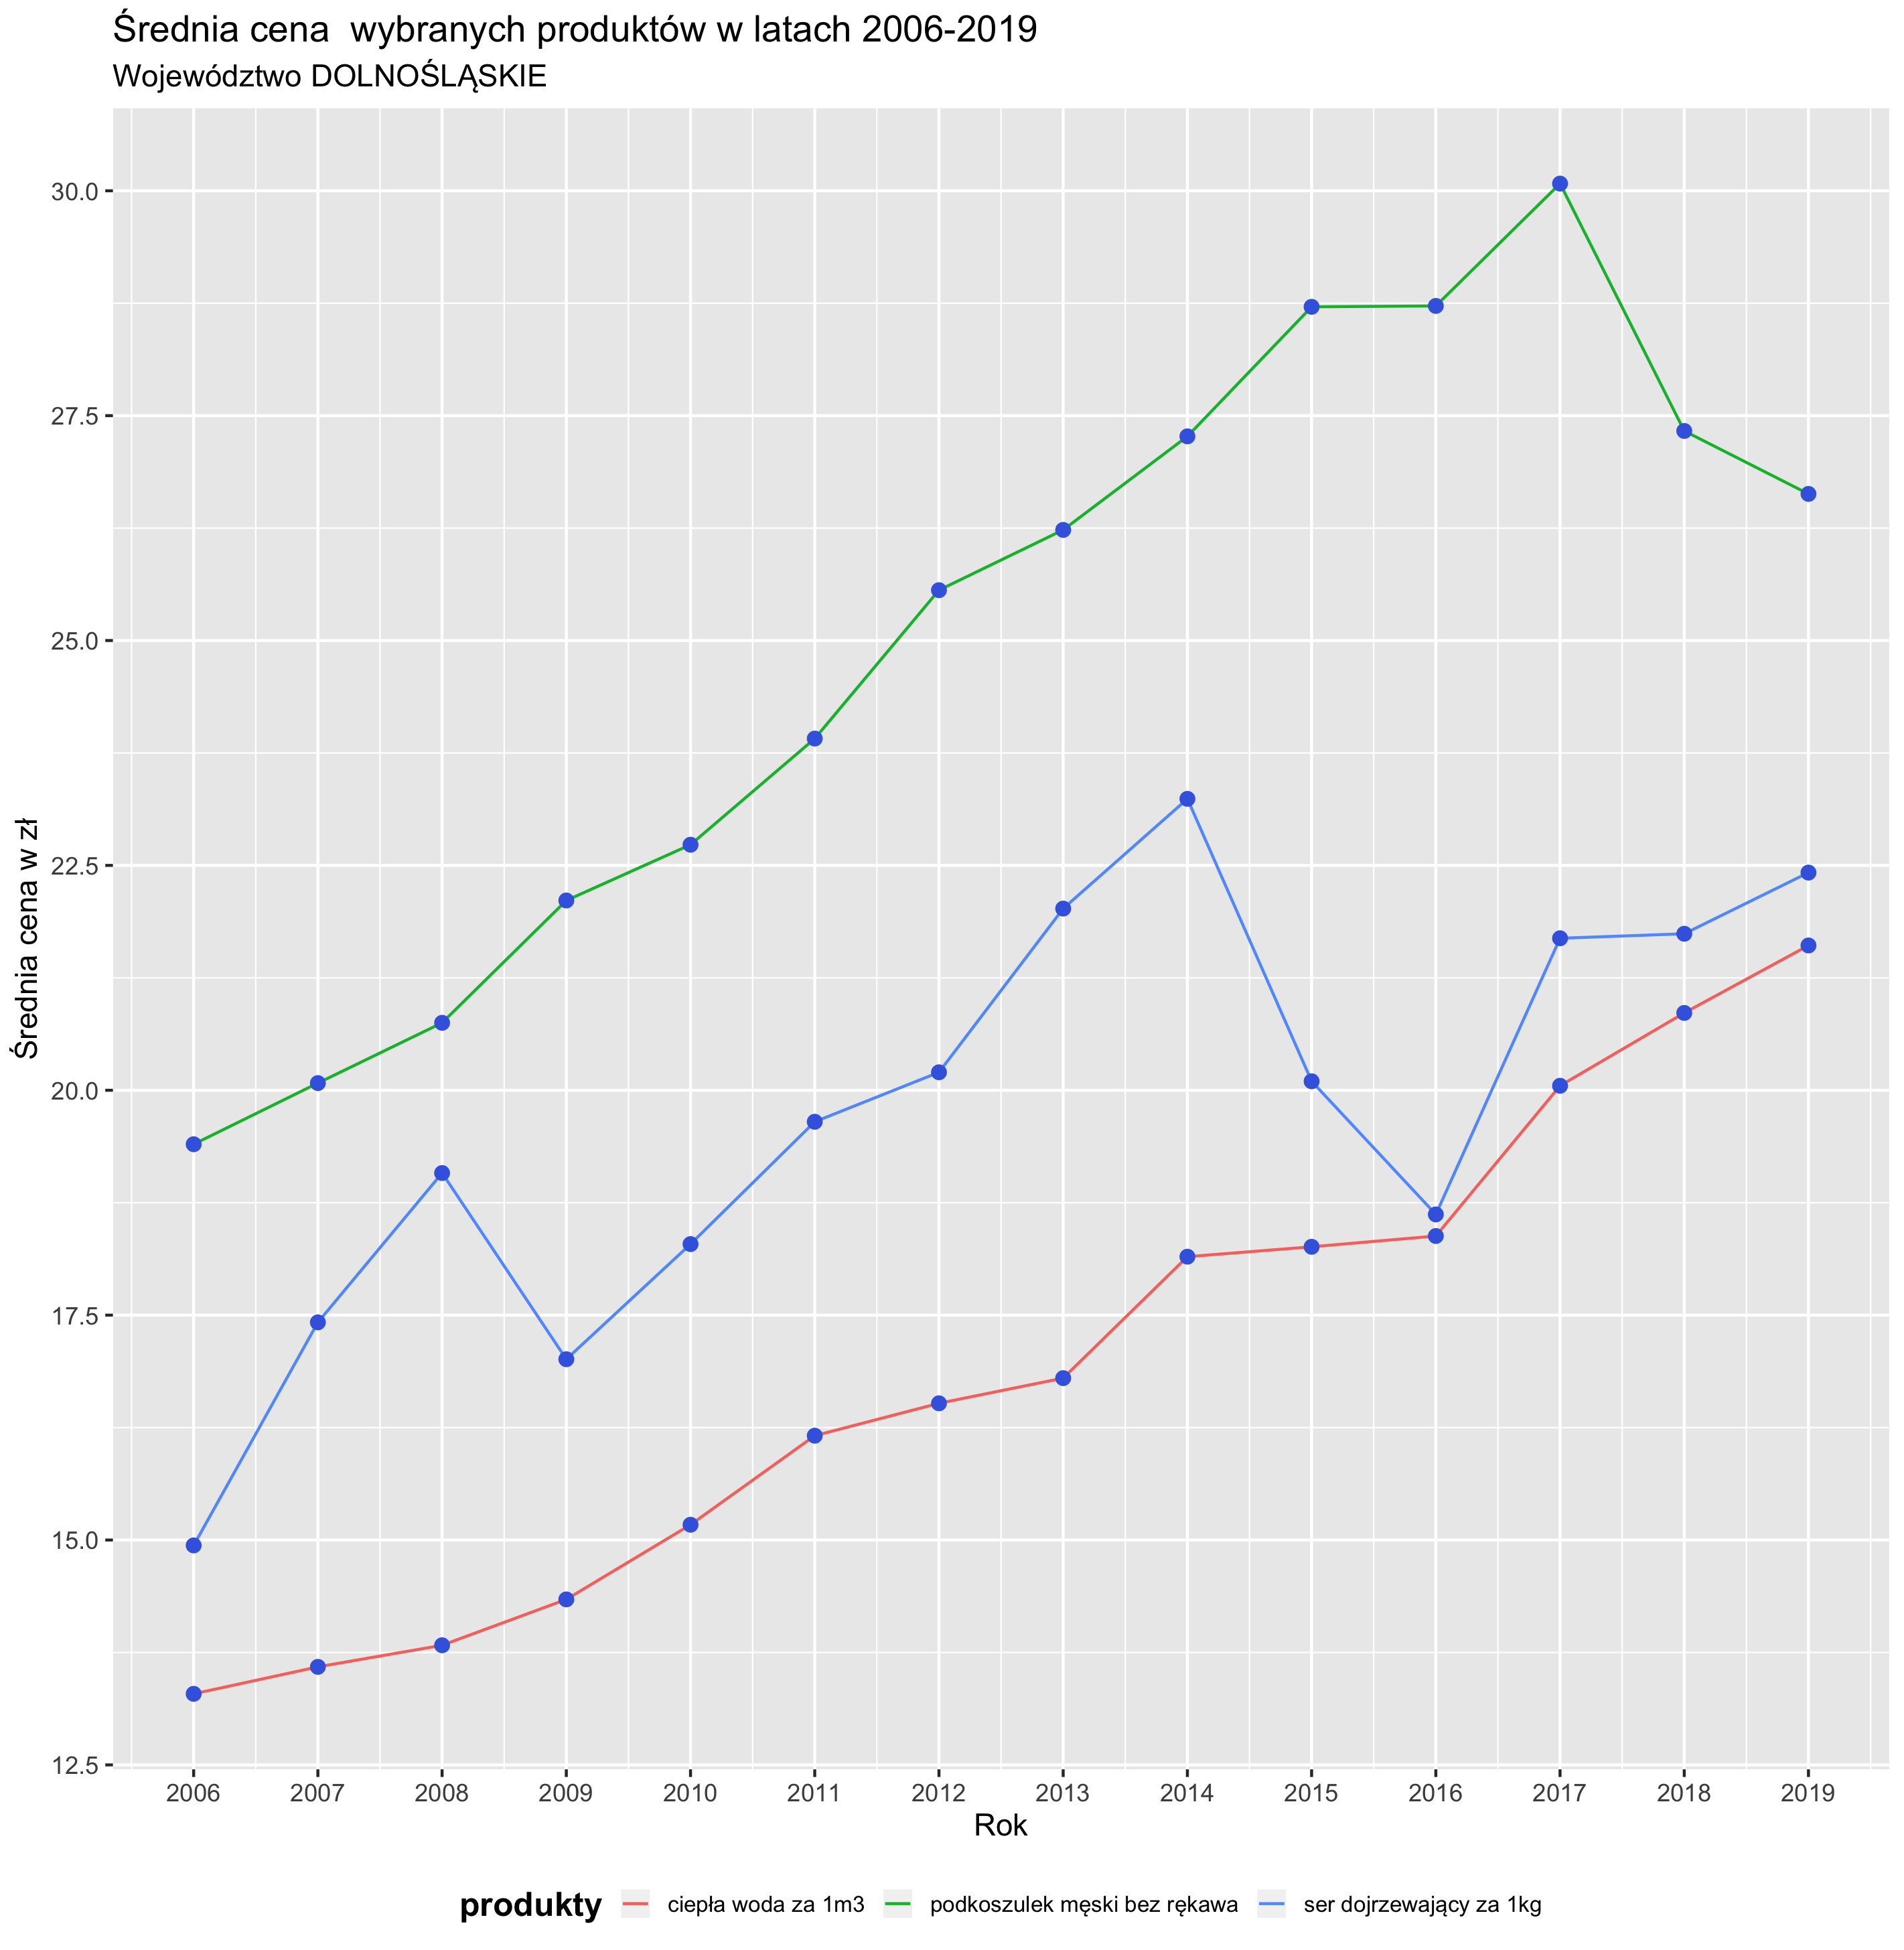 Średnia cena  wybranych produktów w latach 2006-2019
Województwo DOLNOŚLĄSKIE
Średnia cena w zł
30.0
27.5
25.0
22.5
20.0
17.5
15.0
12.5
2006 2007 2008 2009 2010 2011 2012 2013 2014 2015 2016 2017 2018 2019
Rok
produkty ciepła woda za 1m3 podkoszulek męski bez rękawa ser dojrzewający za 1kg